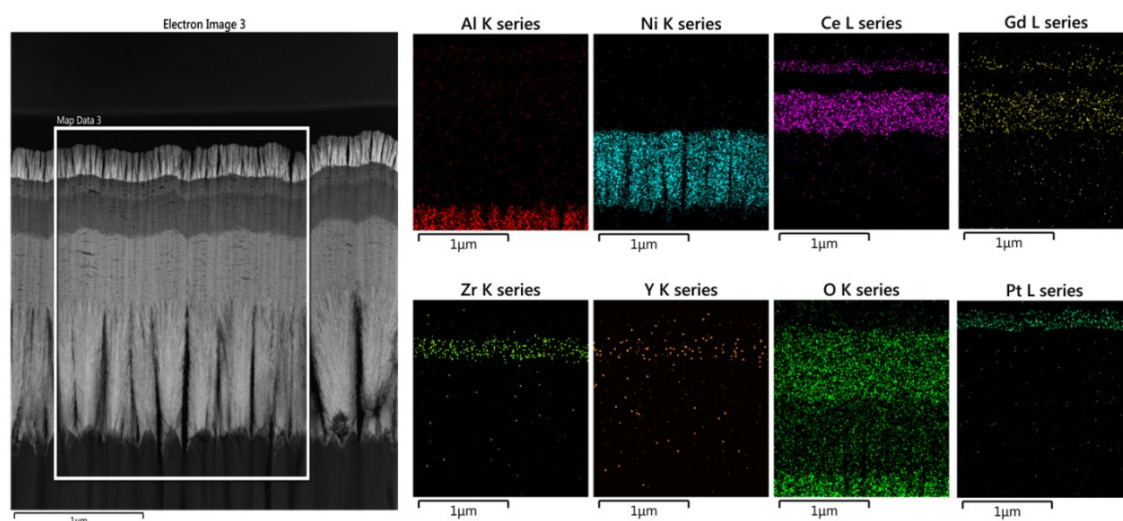 Electron Image 3
Map Data 3
1µm
Al K series
Ni K series
Ce L series
Gd L series
1µm
1µm
1µm
1µm
Zr K series
Y K series
O K series
Pt L series
1µm
1µm
1µm
1µm